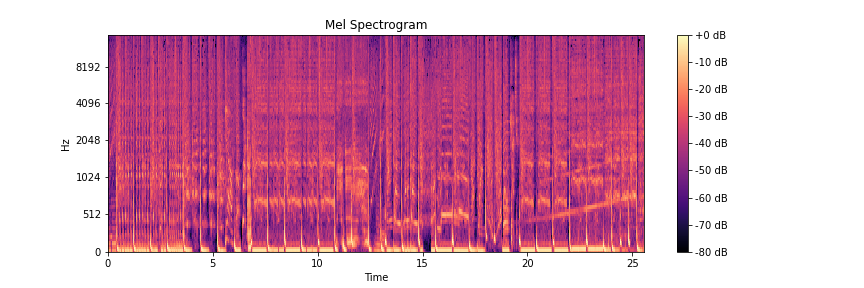 Mel Spectrogram
+0 dB
8192
-10 dB
4096
-20 dB
-30 dB
2048
Hz
-40 dB
1024
-50 dB
512
-60 dB
-70 dB
0
-80 dB
0
5
10
15
20
25
Time